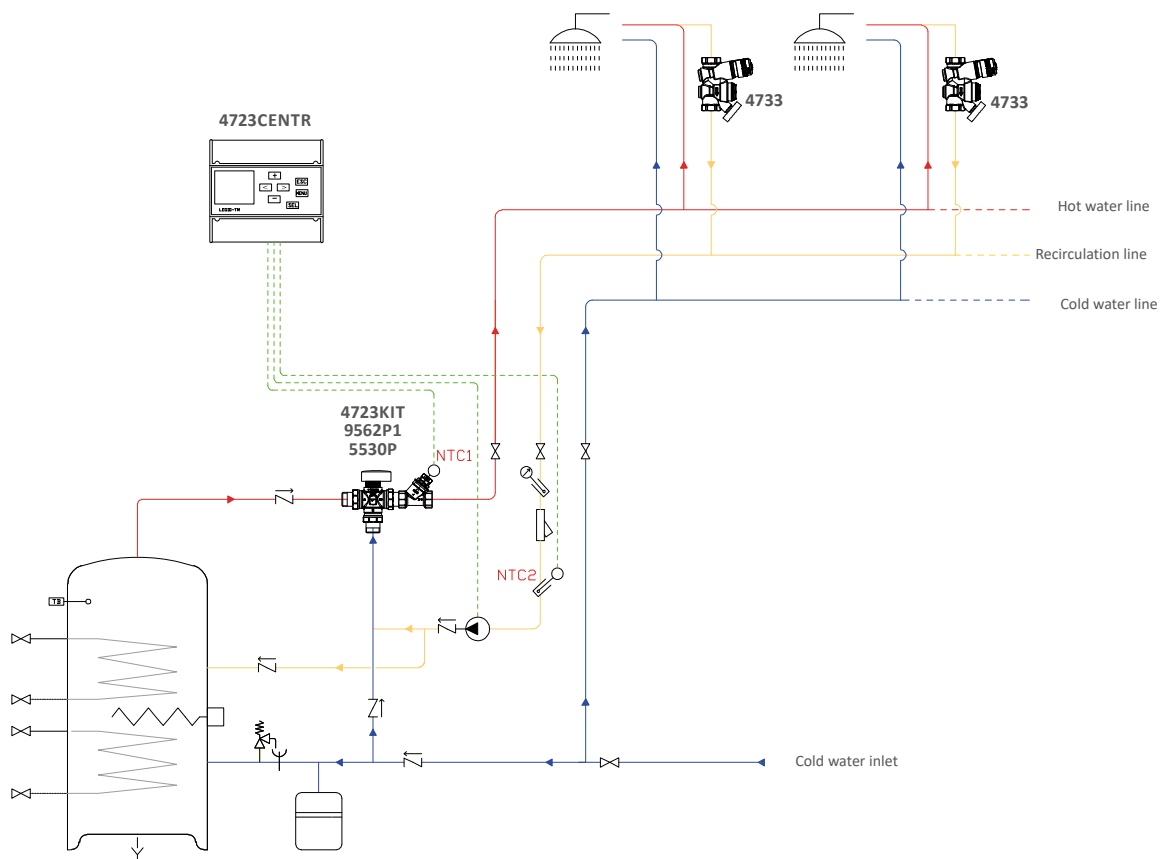 4733
4733
4723CENTR
+
ESC
< >
MENU
−
SEL
LEGIO-TM
Hot water line
Recirculation line
Cold water line
4723KIT
9562P1
5530P
NTC1
NTC2
TB
Cold water inlet